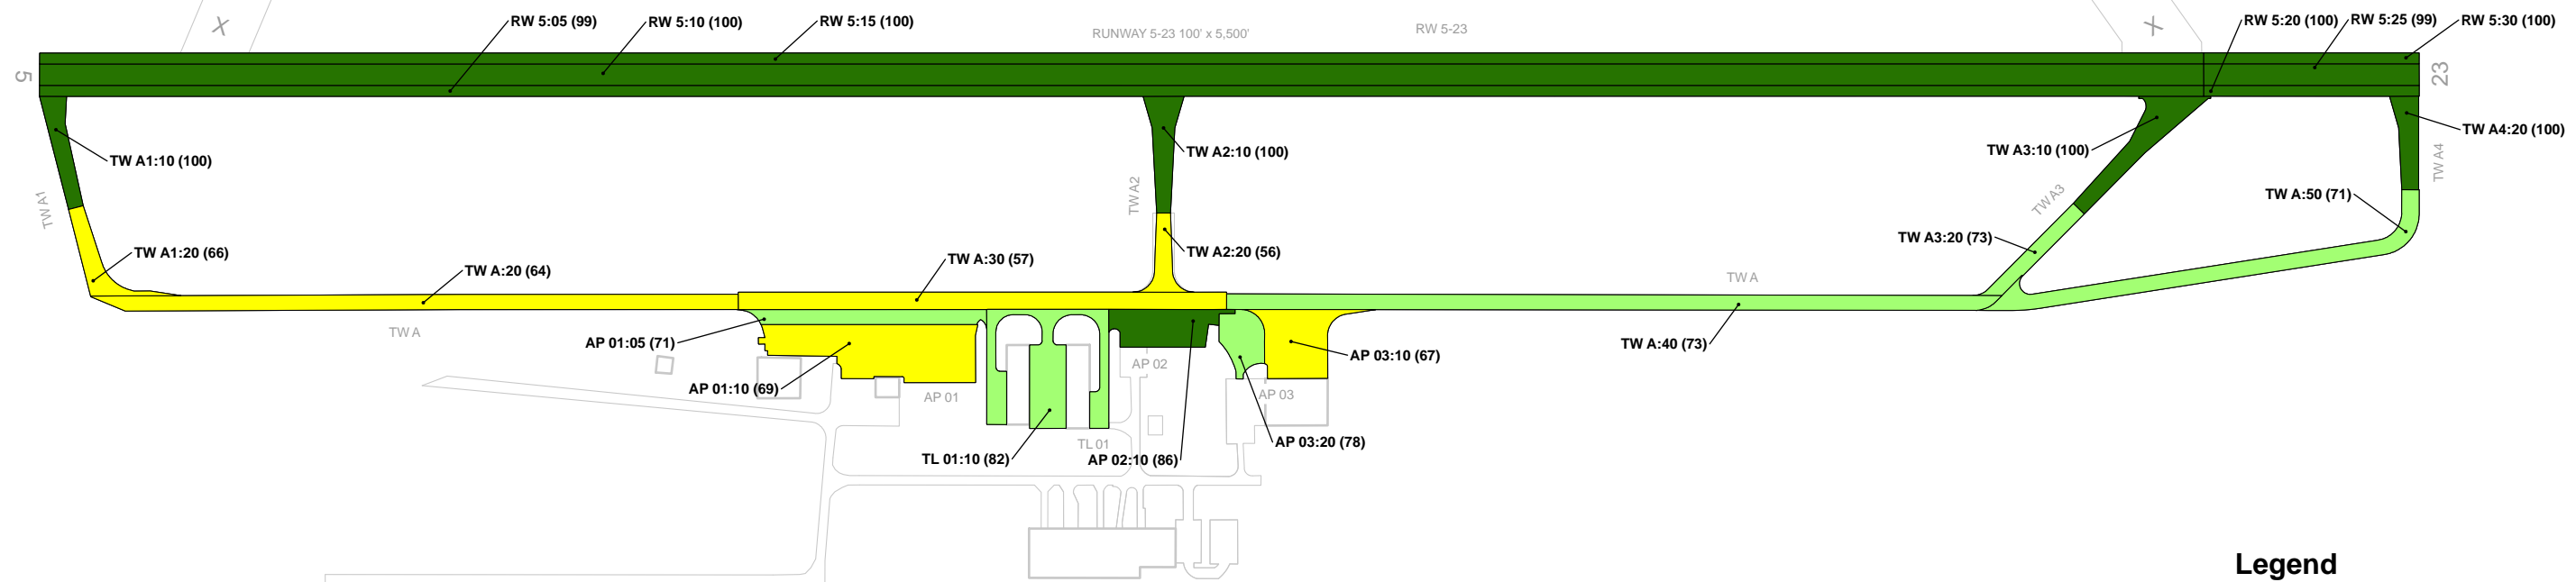 X
RW 5:05 (99)
RW 5:10 (100)
RW 5:15 (100)
RUNWAY 5-23 100' x 5,500'
RW 5-23
X
RW 5:20 (100)
RW 5:25 (99)
RW 5:30 (100)
5
23
TW A1:10 (100)
TW A2:10 (100)
TW A3:10 (100)
TW A4:20 (100)
TW A1
TW A2
TW A3
TW A4
TW A:50 (71)
TW A1:20 (66)
TW A:20 (64)
TW A:30 (57)
TW A2:20 (56)
TW A3:20 (73)
TW A
TW A
AP 01:05 (71)
AP 01:10 (69)
AP 01
AP 02
AP 03:10 (67)
AP 03
TW A:40 (73)
TL 01
AP 03:20 (78)
TL 01:10 (82)
AP 02:10 (86)
Legend